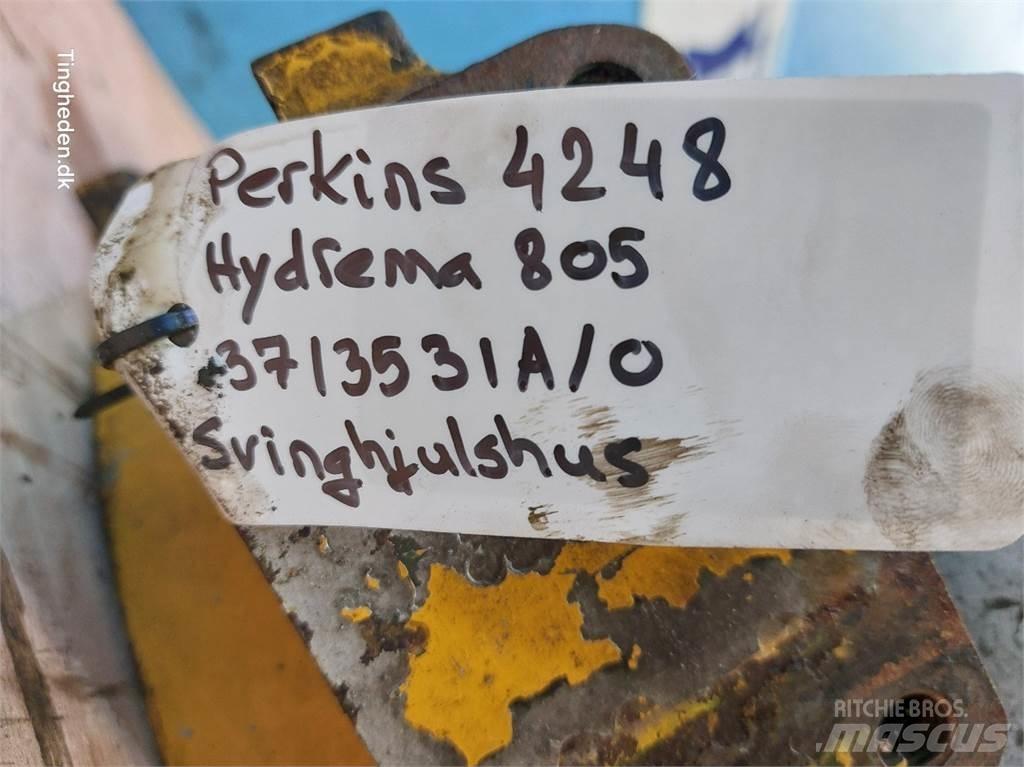 Tingheden.dk
Perkins 4248
Hydrema 805
3713531A/0
Svinghjulshus
RITCHIE BROS.
mascus